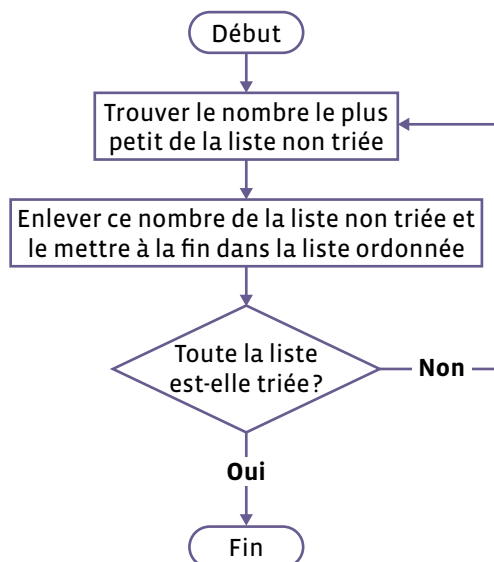 Début
Trouver le nombre le plus
petit de la liste non triée
Enlever ce nombre de la liste non triée et
le mettre à la fin dans la liste ordonnée
Toute la liste
est-elle triée ?
Non
Oui
Fin